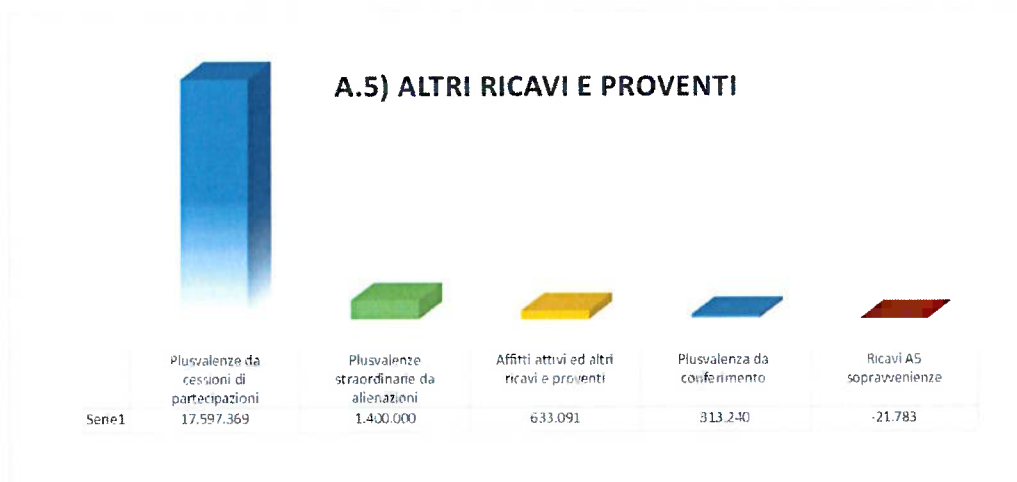 A.5) ALTRI RICAVI E PROVENTI
Plusvalenze da cessioni di partecipazioni
Plusvalenze straordinarie da alienazioni
Affitti attivi ed altri ricavi e proventi
Plusvalenza da conferimento
Ricavi A5 sopravvenienze
Serie1 17.597.369 1.400.000 633.091 313.240 -21.783